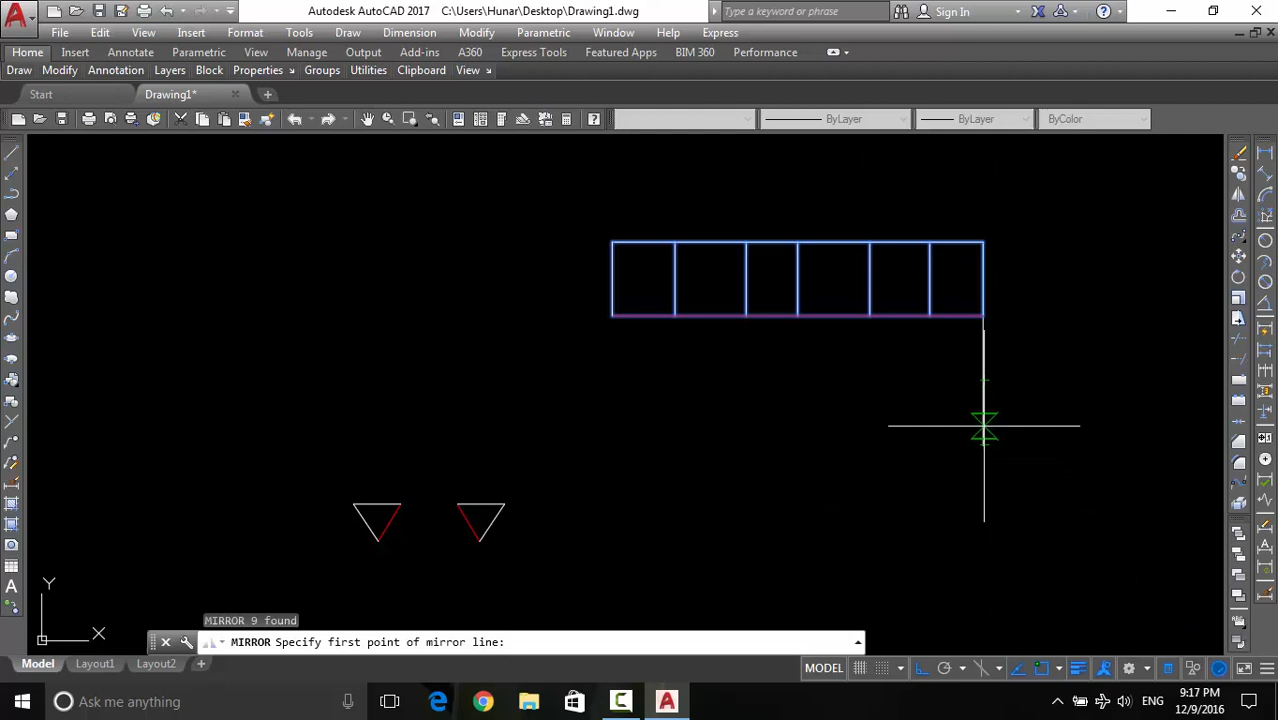 Autodesk AutoCAD 2017 C:\Users\Hunar\Desktop\Drawing1.dwg Type a keyword or phrase Sign In
File Edit View Insert Format Tools Draw Dimension Modify Parametric Window Help Express
Home Insert Annotation Parametric View Manage Output Add-ins A360 Express Tools Featured Apps BIM 360 Performance
Draw Modify Annotation Layers Block Properties Groups Utilities Clipboard View
Start Drawing1*
ByLayer ByLayer ByColor
Y
X
MIRROR 9 found
MIRROR Specify first point of mirror line:
Model Layout1 Layout2 MODEL
Ask me anything ENG 9:17 PM
12/9/2016